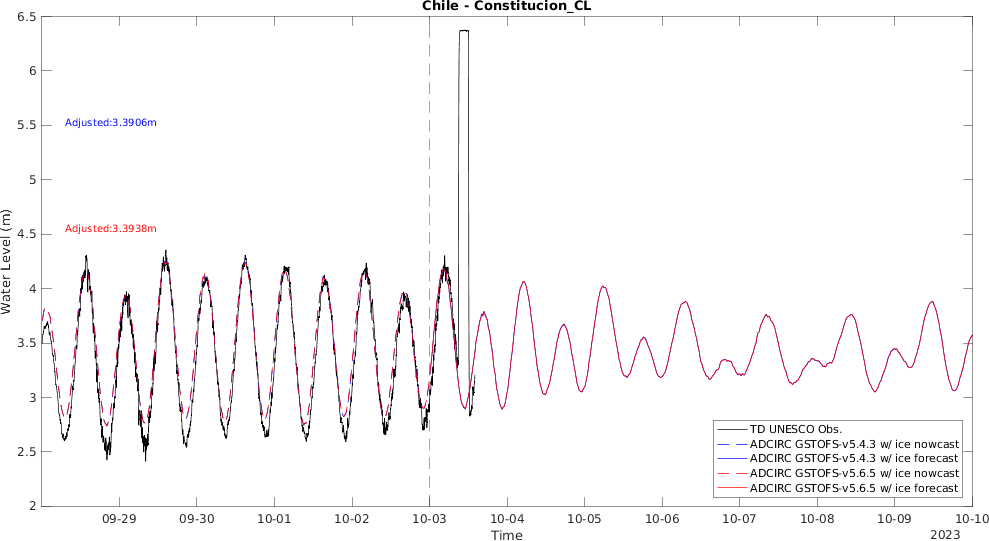 Chile - Constitucion_CL
6.5
6
5.5
5
4.5
4
3.5
3
2.5
2
Water Level (m)
Adjusted:3.3906m
Adjusted:3.3938m
TD UNESCO Obs.
ADCIRC GSTOFS-v5.4.3 w/ ice nowcast
ADCIRC GSTOFS-v5.4.3 w/ ice forecast
ADCIRC GSTOFS-v5.6.5 w/ ice nowcast
ADCIRC GSTOFS-v5.6.5 w/ ice forecast
09-29 09-30 10-01 10-02 10-03 10-04 10-05 10-06 10-07 10-08 10-09 10-10
Time
2023